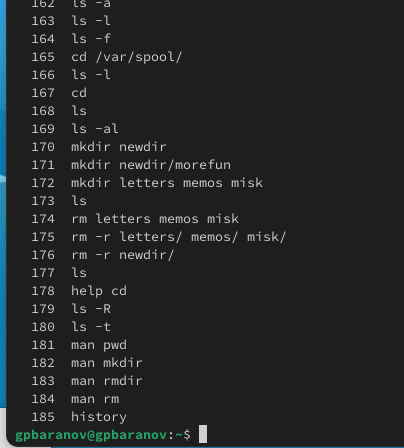 162 ls -a
163 ls -l
164 ls -f
165 cd /var/spool/
166 ls -l
167 cd
168 ls
169 ls -al
170 mkdir newdir
171 mkdir newdir/morefun
172 mkdir letters memos misk
173 ls
174 rm letters memos misk
175 rm -r letters/ memos/ misk/
176 rm -r newdir/
177 ls
178 help cd
179 ls -R
180 ls -t
181 man pwd
182 man mkdir
183 man rmdir
184 man rm
185 history
gpbaranov@gpbaranov:~$